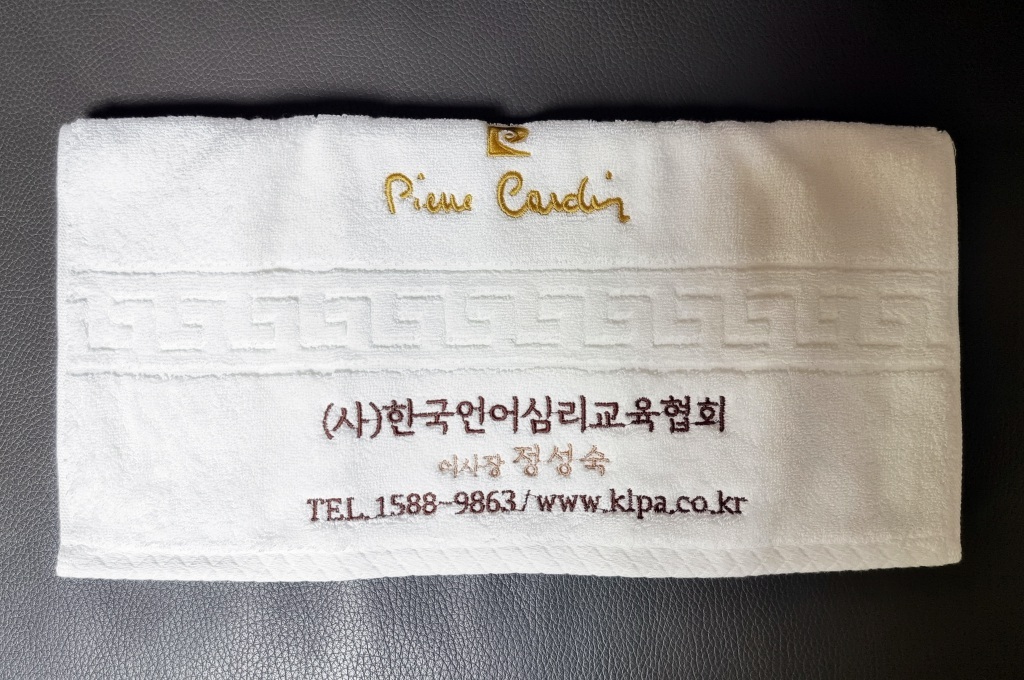 Pierre Cardin
(사)한국언어심리교육협회
이사장 정성숙
TEL.1588-9863/www.klpa.co.kr